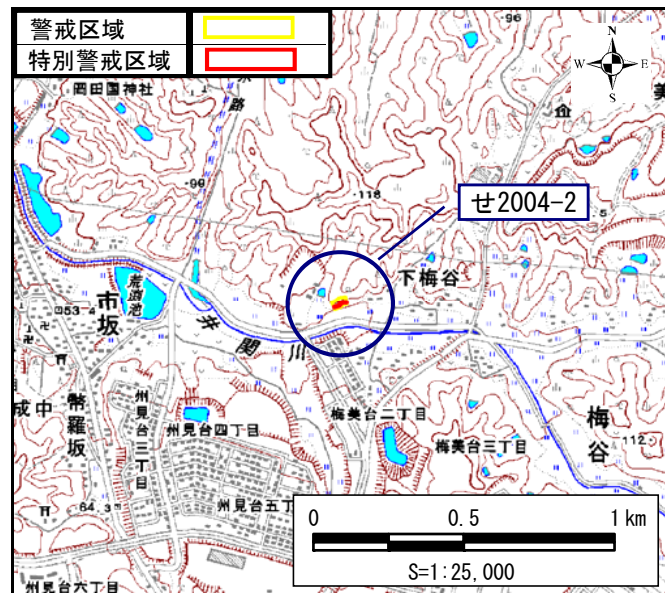 警戒区域
特別警戒区域
N
W
E
S
岡田国神社
路
98
118
96
せ2004-2
下梅谷
市坂
荒道池
53.4
井関川
幣羅坂
成中
州見台三丁目
州見台四丁目
州見台五丁
梅美台二丁目
梅美台三丁目
梅谷
112
64.3
州見台六丁目
0 0.5 1km
S=1:25,000